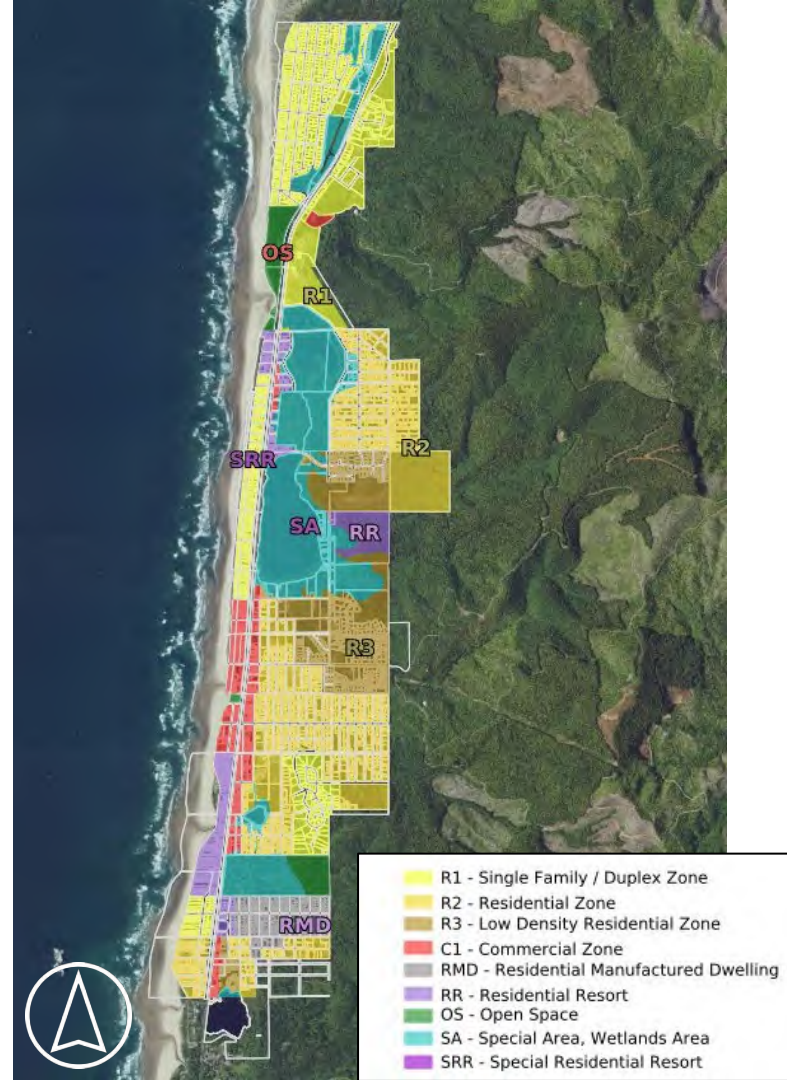 OS
R1
R2
SRR
SA
RR
R3
RMD
R1 - Single Family / Duplex Zone
R2 - Residential Zone
R3 - Low Density Residential Zone
C1 - Commercial Zone
RMD - Residential Manufactured Dwelling
RR - Residential Resort
OS - Open Space
SA - Special Area, Wetlands Area
SRR - Special Residential Resort